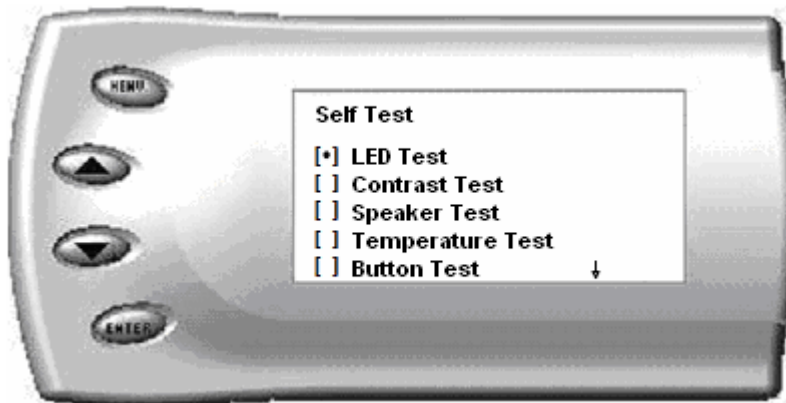 MENU
Self Test
[•] LED Test
[ ] Contrast Test
[ ] Speaker Test
[ ] Temperature Test
[ ] Button Test ↓
ENTER